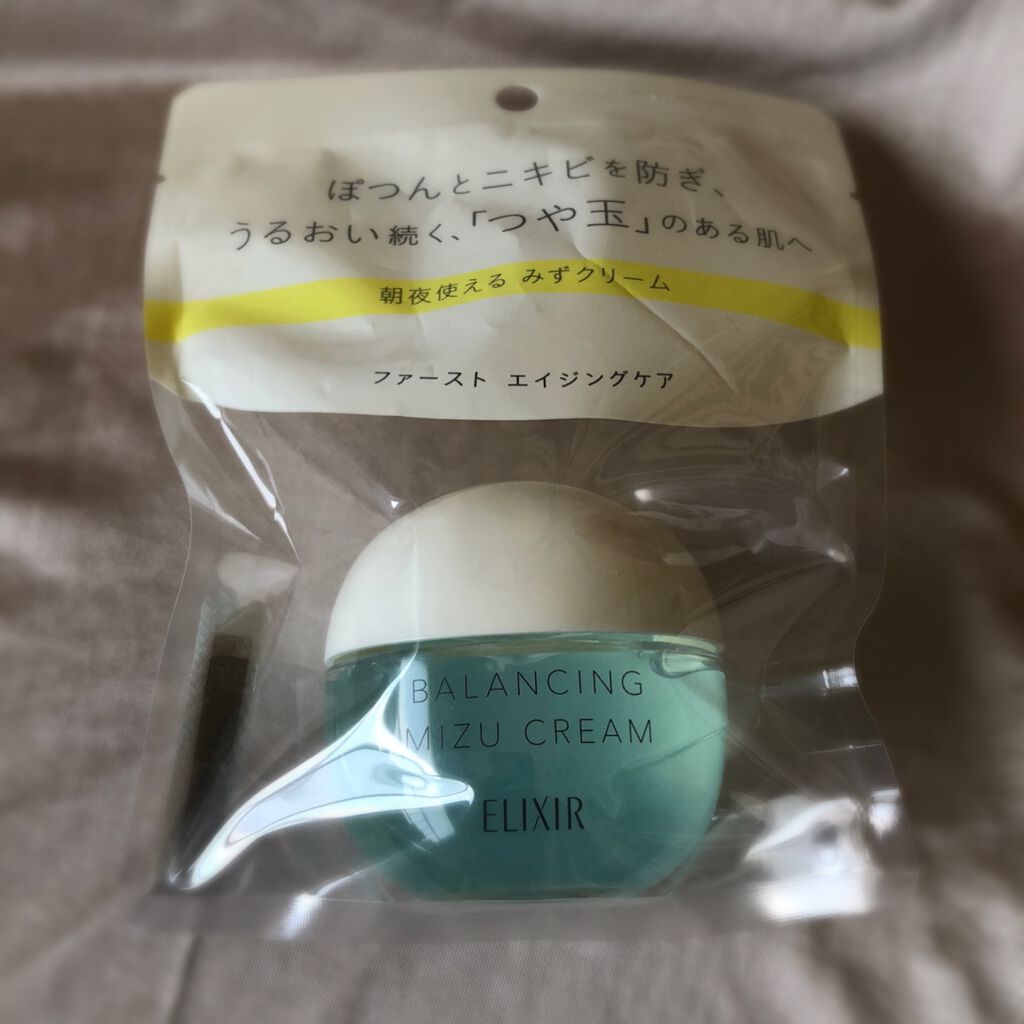 ぽつんとニキビを防ぎ、
うるおい続く、「つや玉」のある肌へ
朝夜使える みずクリーム
ファースト エイジングケア
BALANCING
MIZU CREAM
ELIXIR